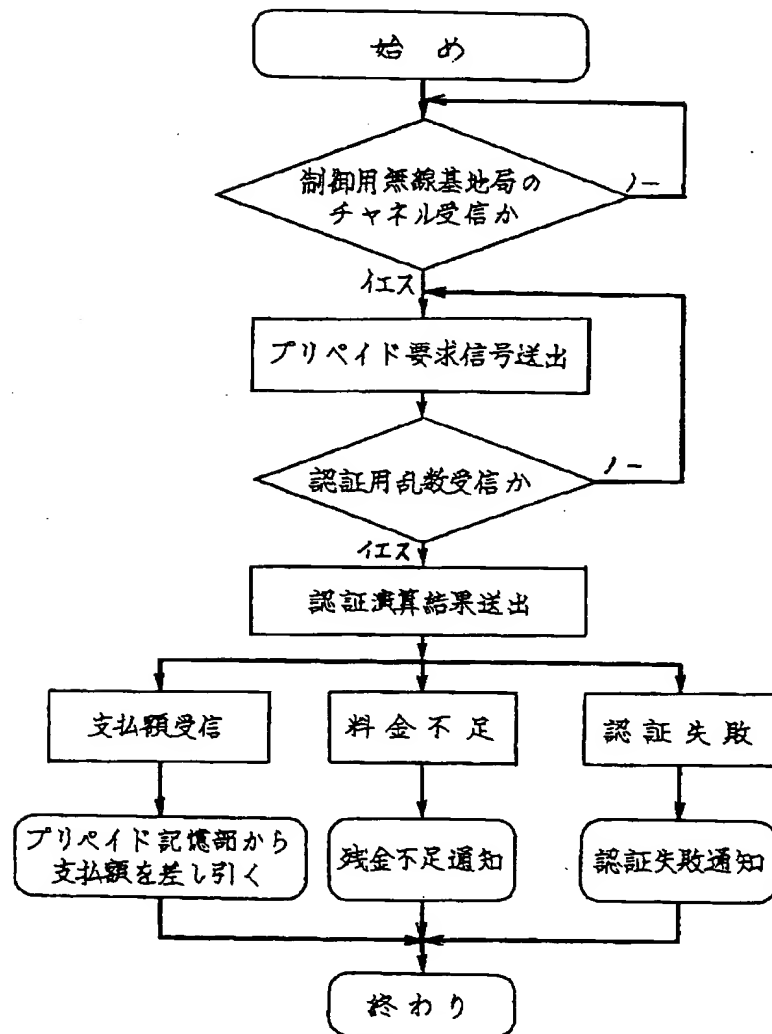 始め
制御用無線基地局の
チャネル受信か
ノー
イエス
プリペイド要求信号送出
認証用乱数受信か
ノー
イエス
認証演算結果送出
支払額受信
料金不足
認証失敗
プリペイド記憶部から
支払額を差し引く
残金不足通知
認証失敗通知
終わり